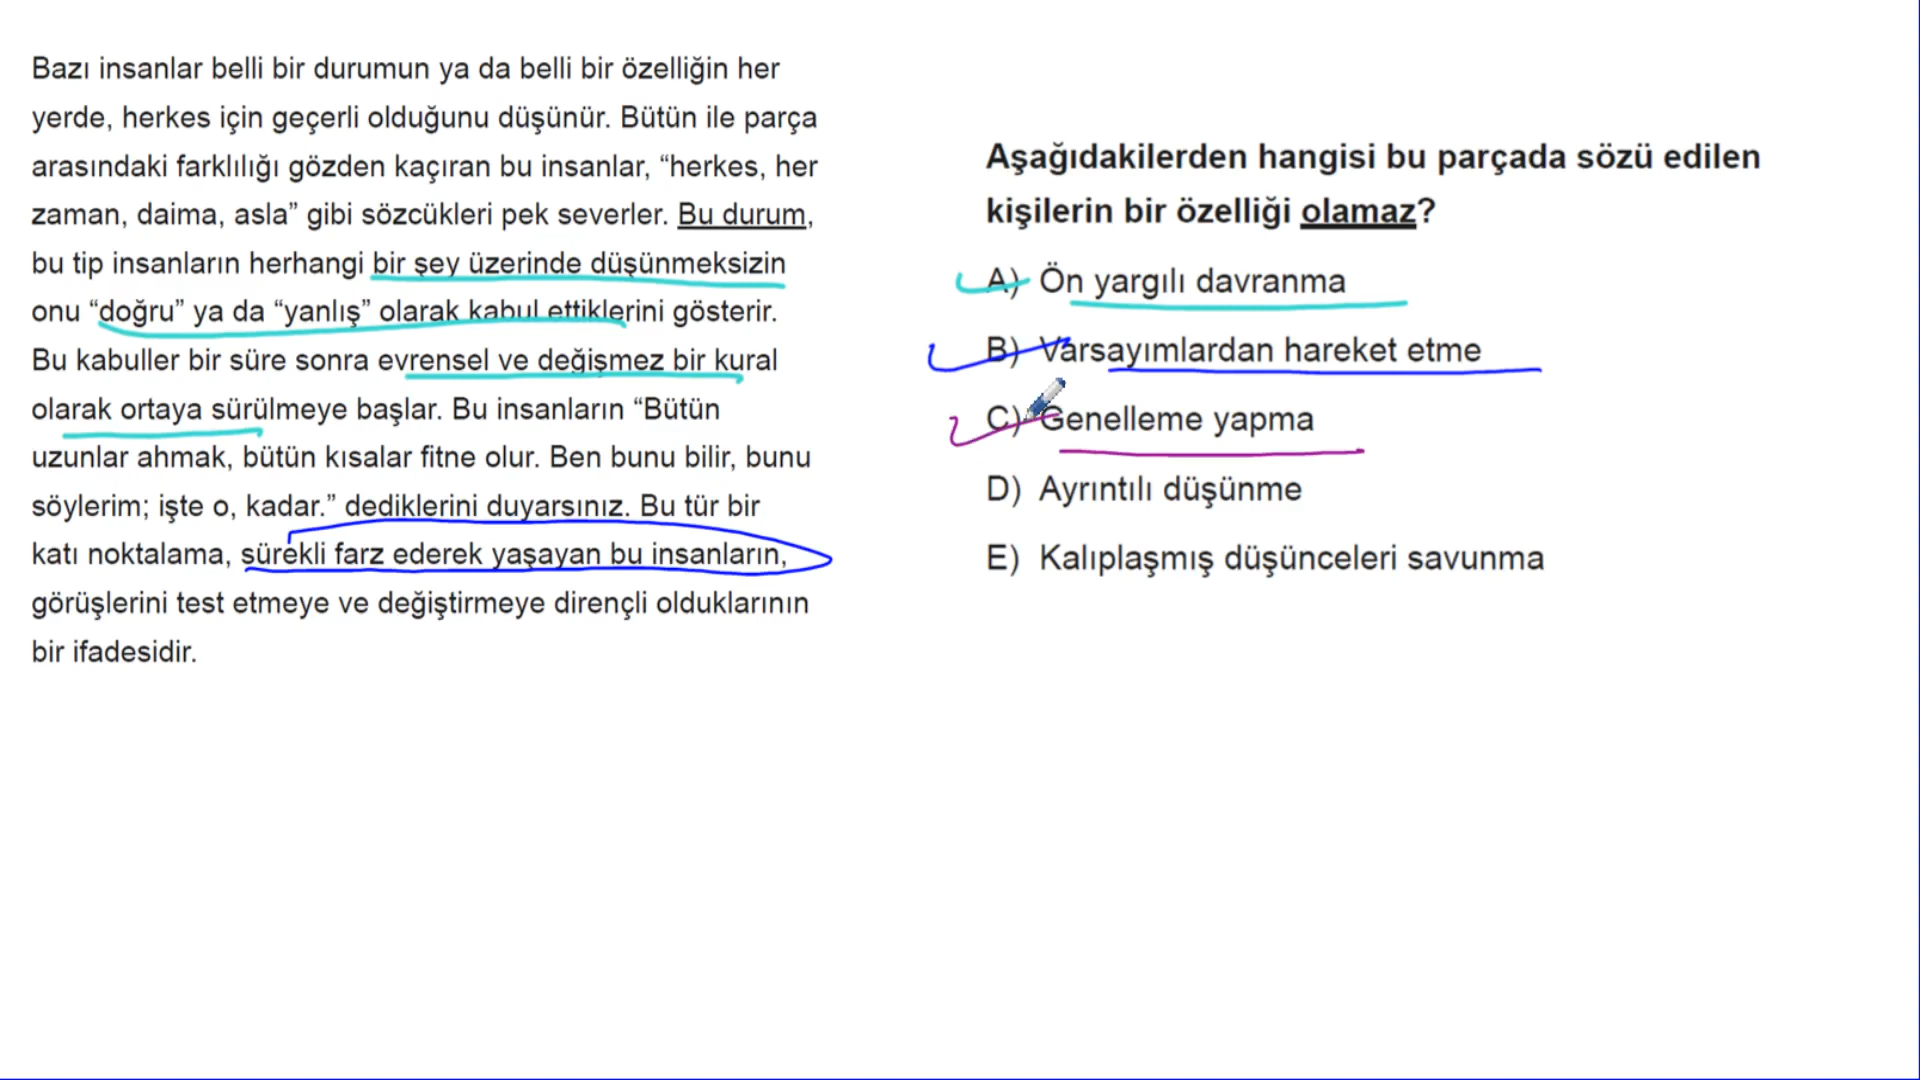 Bazı insanlar belli bir durumun ya da belli bir özelliğin her
yerde, herkes için geçerli olduğunu düşünür. Bütün ile parça
arasındaki farklılığı gözden kaçıran bu insanlar, “herkes, her
zaman, daima, asla” gibi sözcükleri pek severler. Bu durum,
bu tip insanların herhangi bir şey üzerinde düşünmeksizin
onu “doğru” ya da “yanlış” olarak kabul ettiklerini gösterir.
Bu kabuller bir süre sonra evrensel ve değişmez bir kural
olarak ortaya sürülmeye başlar. Bu insanların “Bütün
uzunlar ahmak, bütün kısalar fitne olur. Ben bunu bilir, bunu
söylerim; işte o, kadar.” dediklerini duyarsınız. Bu tür bir
katı noktalama, sürekli farz ederek yaşayan bu insanların,
görüşlerini test etmeye ve değiştirmeye dirençli olduklarının
bir ifadesidir.
Aşağıdakilerden hangisi bu parçada sözü edilen
kişilerin bir özelliği olamaz?
A) Ön yargılı davranma
B) Varsayımlardan hareket etme
C) Genelleme yapma
D) Ayrıntılı düşünme
E) Kalıplaşmış düşünceleri savunma